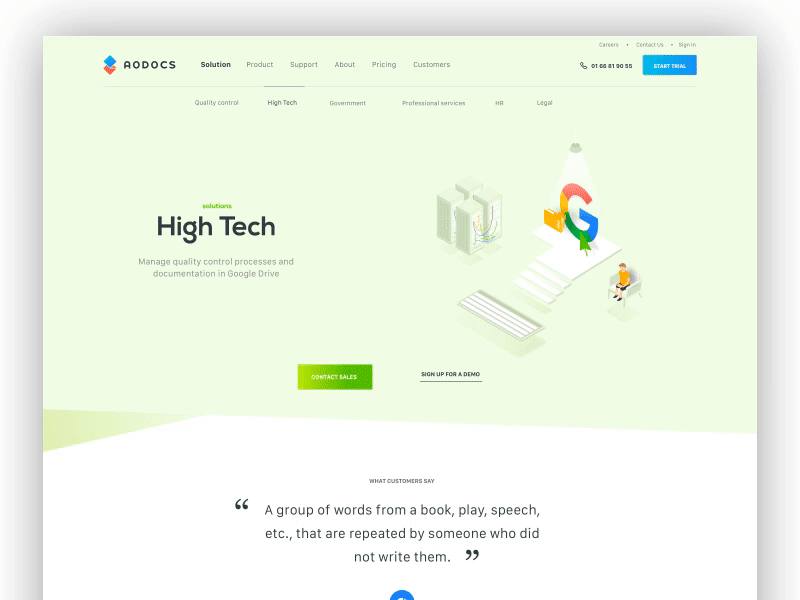 Careers • Contact Us • Sign In
AODOCS Solution Product Support About Pricing Customers 01 66 81 90 55 START TRIAL
Quality control High Tech Government Professional services HR Legal
solutions
High Tech
Manage quality control processes and
documentation in Google Drive
CONTACT SALES SIGN UP FOR A DEMO
WHAT CUSTOMERS SAY
“ A group of words from a book, play, speech,
etc., that are repeated by someone who did
not write them. ”